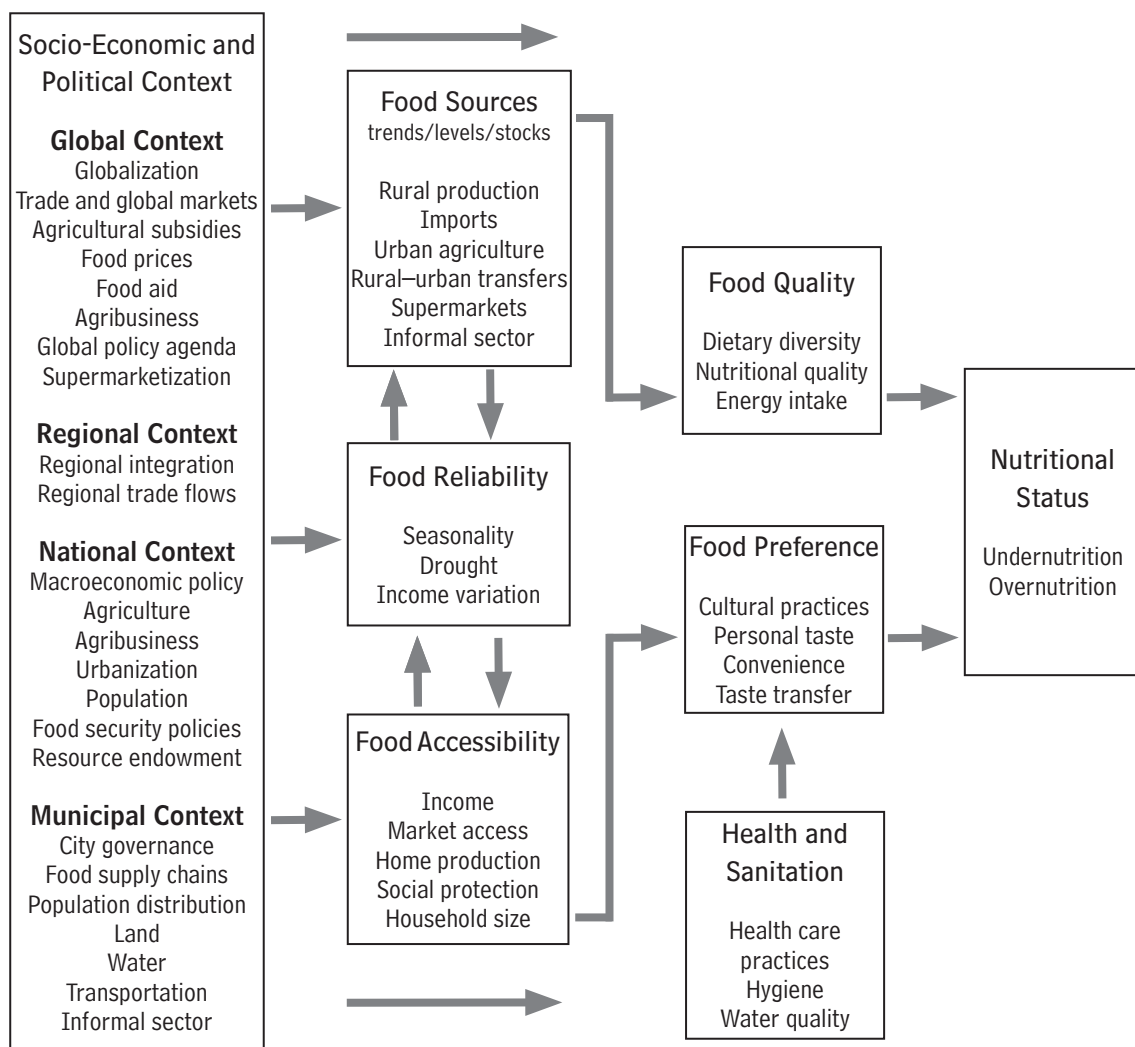 Socio-Economic and
Political Context
Global Context
Globalization
Trade and global markets
Agricultural subsidies
Food prices
Food aid
Agribusiness
Global policy agenda
Supermarketization
Regional Context
Regional integration
Regional trade flows
National Context
Macroeconomic policy
Agriculture
Agribusiness
Urbanization
Population
Food security policies
Resource endowment
Municipal Context
City governance
Food supply chains
Population distribution
Land
Water
Transportation
Informal sector
Food Sources
trends/levels/stocks
Rural production
Imports
Urban agriculture
Rural–urban transfers
Supermarkets
Informal sector
Food Reliability
Seasonality
Drought
Income variation
Food Accessibility
Income
Market access
Home production
Social protection
Household size
Food Quality
Dietary diversity
Nutritional quality
Energy intake
Food Preference
Cultural practices
Personal taste
Convenience
Taste transfer
Health and
Sanitation
Health care
practices
Hygiene
Water quality
Nutritional
Status
Undernutrition
Overnutrition